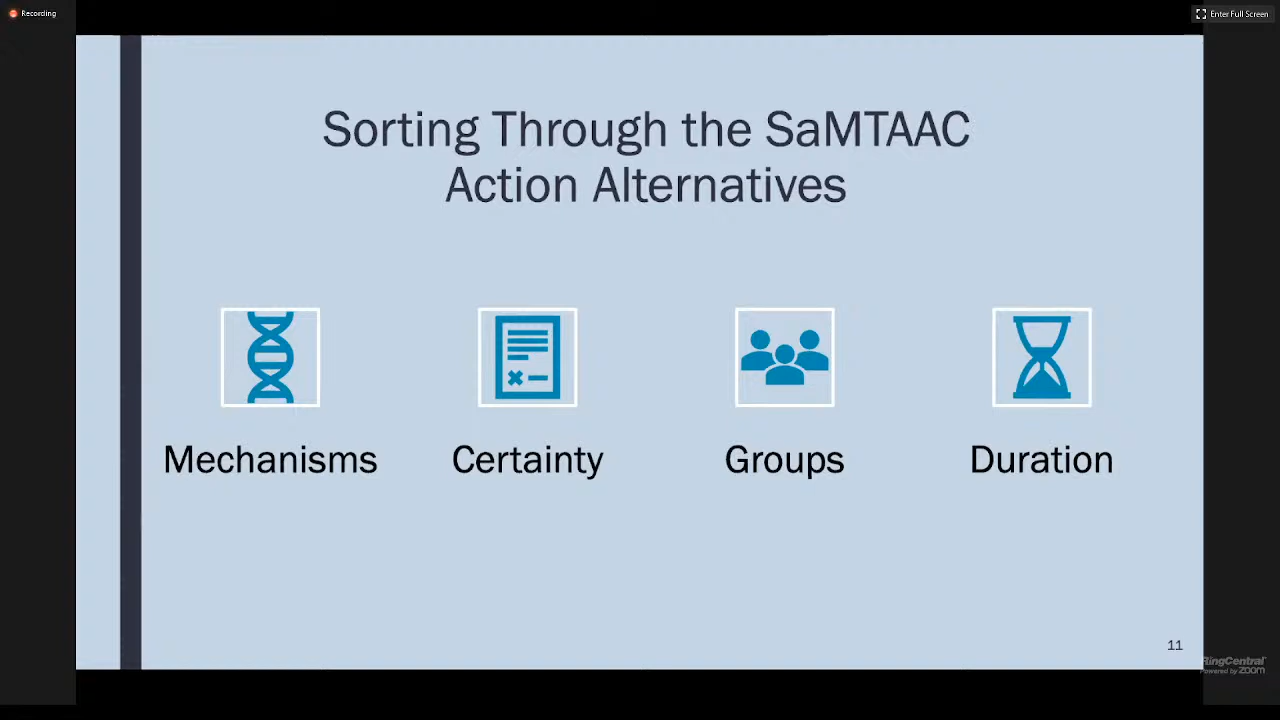 Recording
Enter Full Screen
Sorting Through the SaMTAAC
Action Alternatives
Mechanisms
Certainty
Groups
Duration
11
RingCentral
Powered by zoom